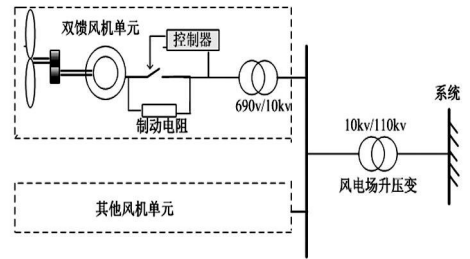 双馈风机单元
控制器
690v/10kv
制动电阻
系统
10kv/110kv
风电场升压变
其他风机单元